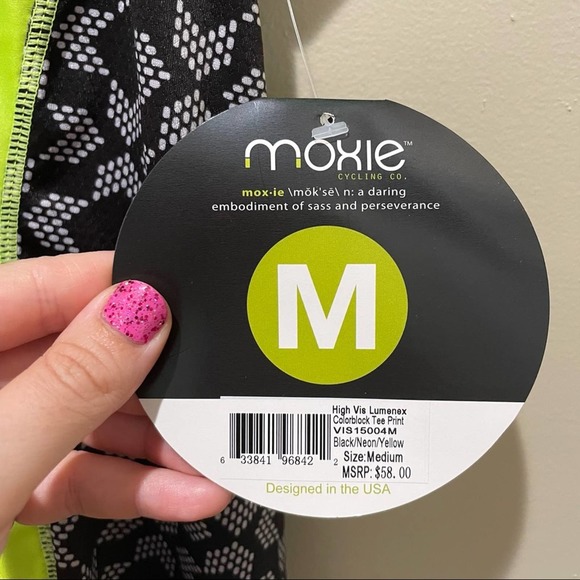 moxie™
CYCLING CO.
mox·ie \mŏk'sē\ n: a daring
embodiment of sass and perseverance
M
High Vis Lumenex
Colorblock Tee Print
VIS15004M
Black/Neon/Yellow
Size:Medium
MSRP: $58.00
6 33841 96842 2
Designed in the USA